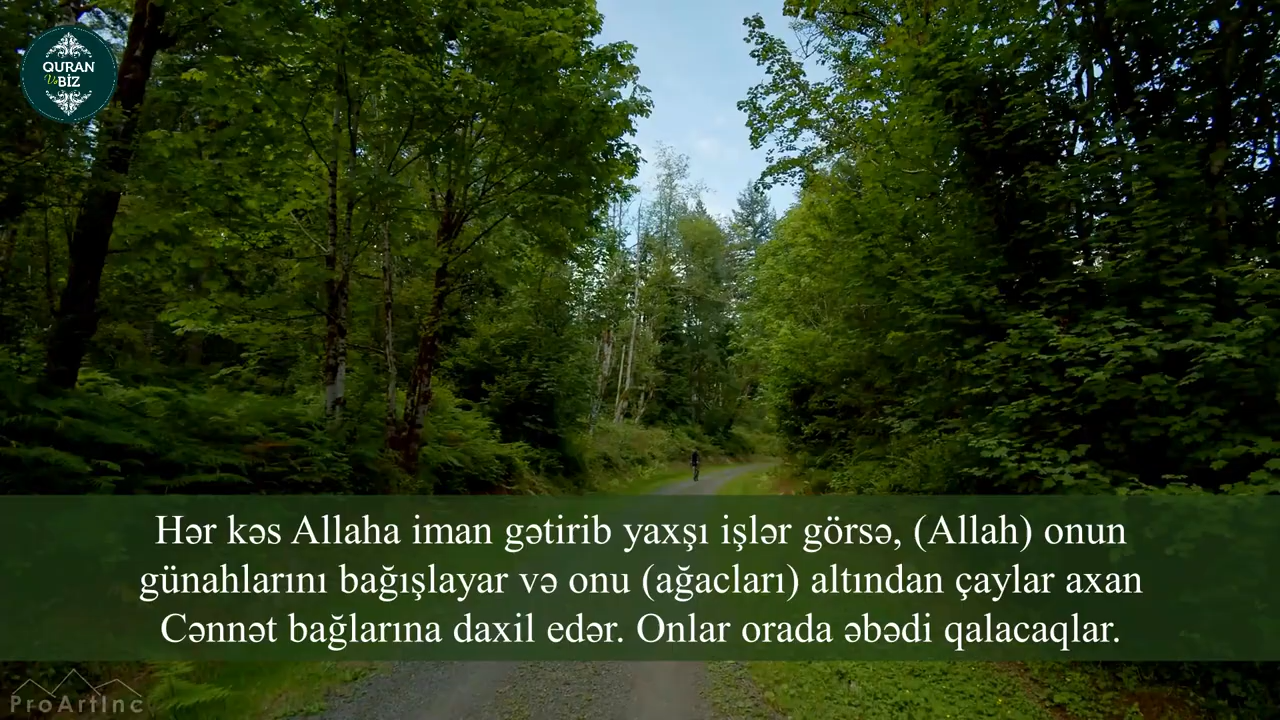 QURAN
Və
BİZ
Hər kəs Allaha iman gətirib yaxşı işlər görsə, (Allah) onun
günahlarını bağışlayar və onu (ağacları) altından çaylar axan
Cənnət bağlarına daxil edər. Onlar orada əbədi qalacaqlar.
ProArtInc